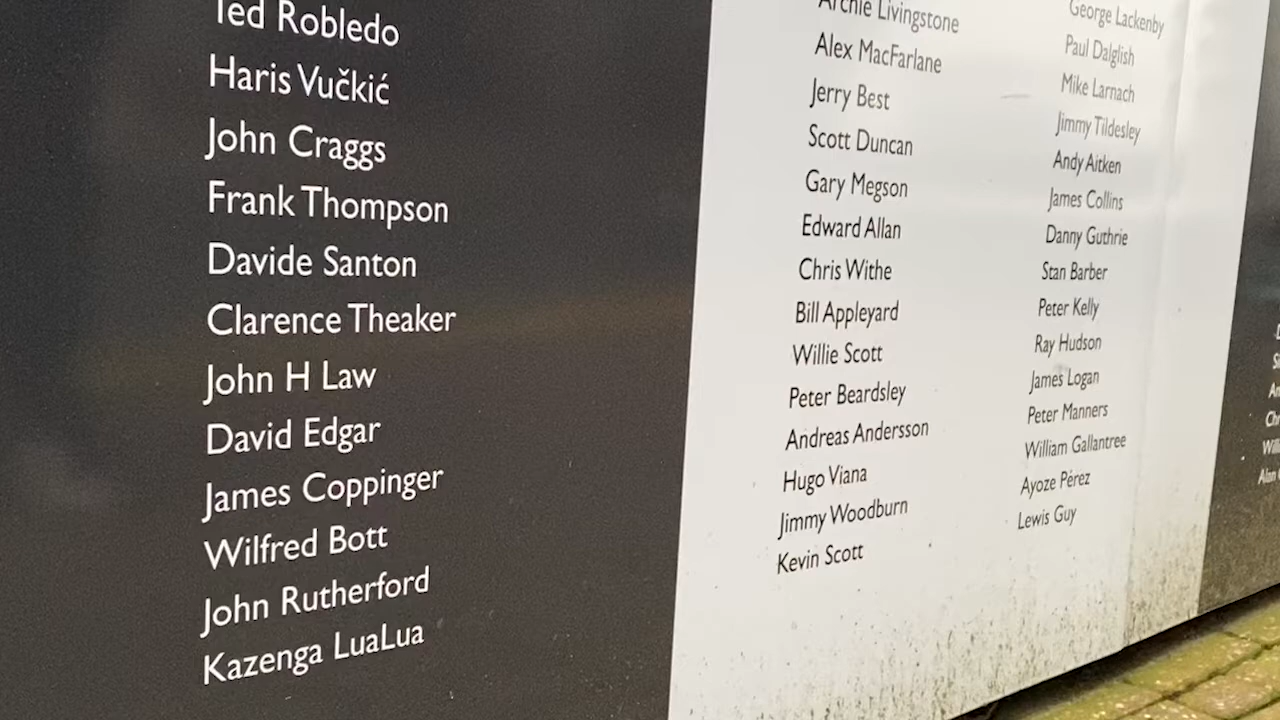 Ted Robledo
Haris Vučkić
John Craggs
Frank Thompson
Davide Santon
Clarence Theaker
John H Law
David Edgar
James Coppinger
Wilfred Bott
John Rutherford
Kazenga LuaLua
Archie Livingstone
Alex MacFarlane
Jerry Best
Scott Duncan
Gary Megson
Edward Allan
Chris Withe
Bill Appleyard
Willie Scott
Peter Beardsley
Andreas Andersson
Hugo Viana
Jimmy Woodburn
Kevin Scott
George Lackenby
Paul Dalglish
Mike Larnach
Jimmy Tildesley
Andy Aitken
James Collins
Danny Guthrie
Stan Barber
Peter Kelly
Ray Hudson
James Logan
Peter Manners
William Gallantree
Ayoze Pérez
Lewis Guy